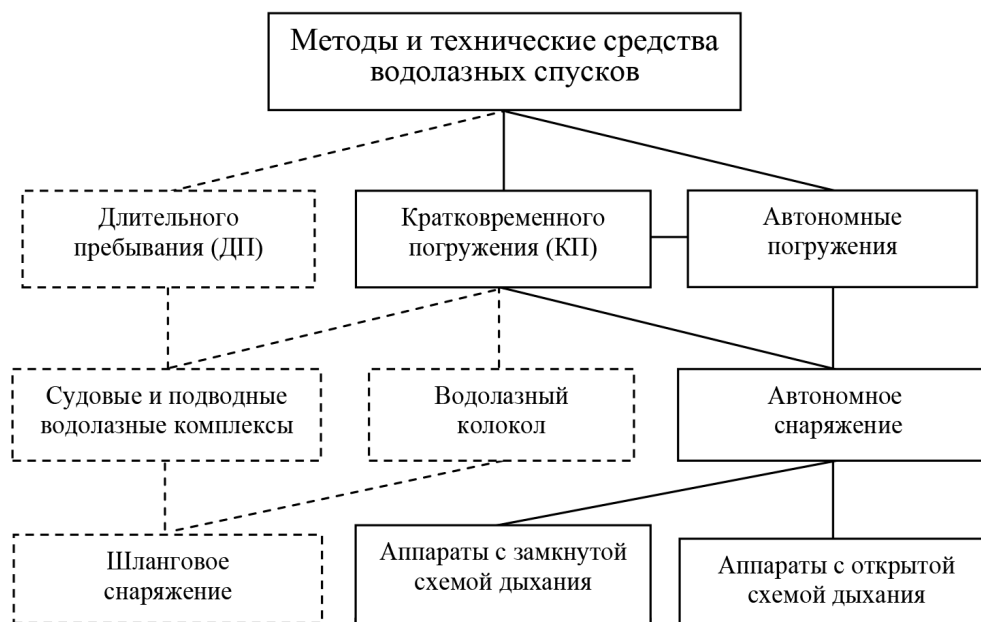 Методы и технические средства
водолазных спусков
Длительного
пребывания (ДП)
Кратковременного
погружения (КП)
Автономные
погружения
Судовые и подводные
водолазные комплексы
Водолазный
колокол
Автономное
снаряжение
Шланговое
снаряжение
Аппараты с замкнутой
схемой дыхания
Аппараты с открытой
схемой дыхания